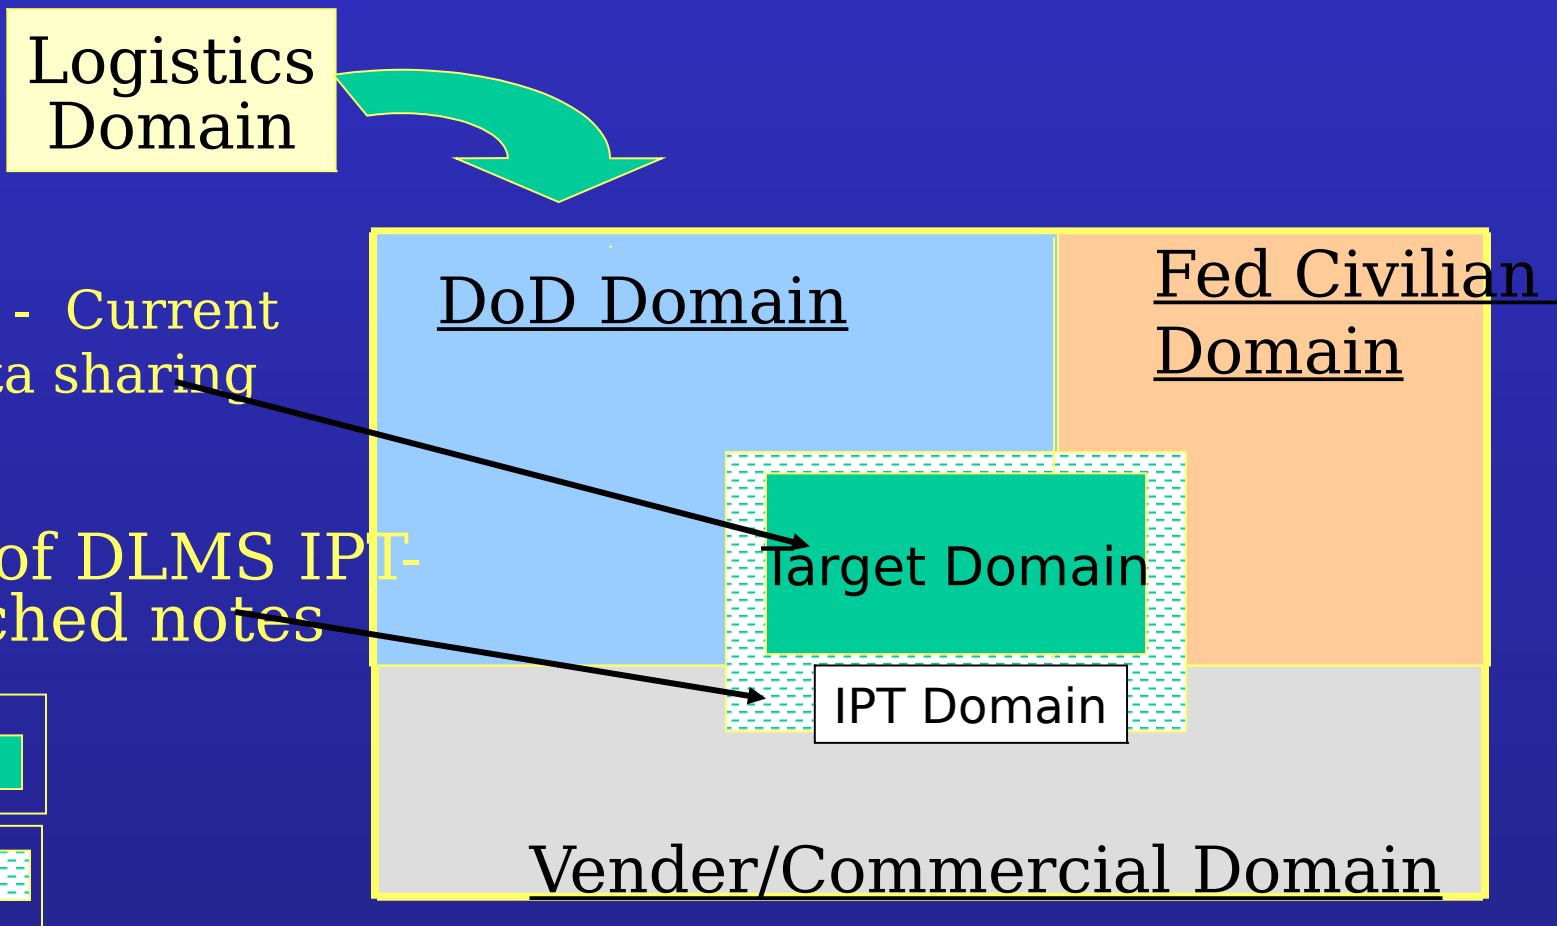 Logistics
Domain
DoD Domain
Fed Civilian
Domain
- Current
ta sharing
of DLMS IPT-
ched notes
Target Domain
IPT Domain
Vender/Commercial Domain